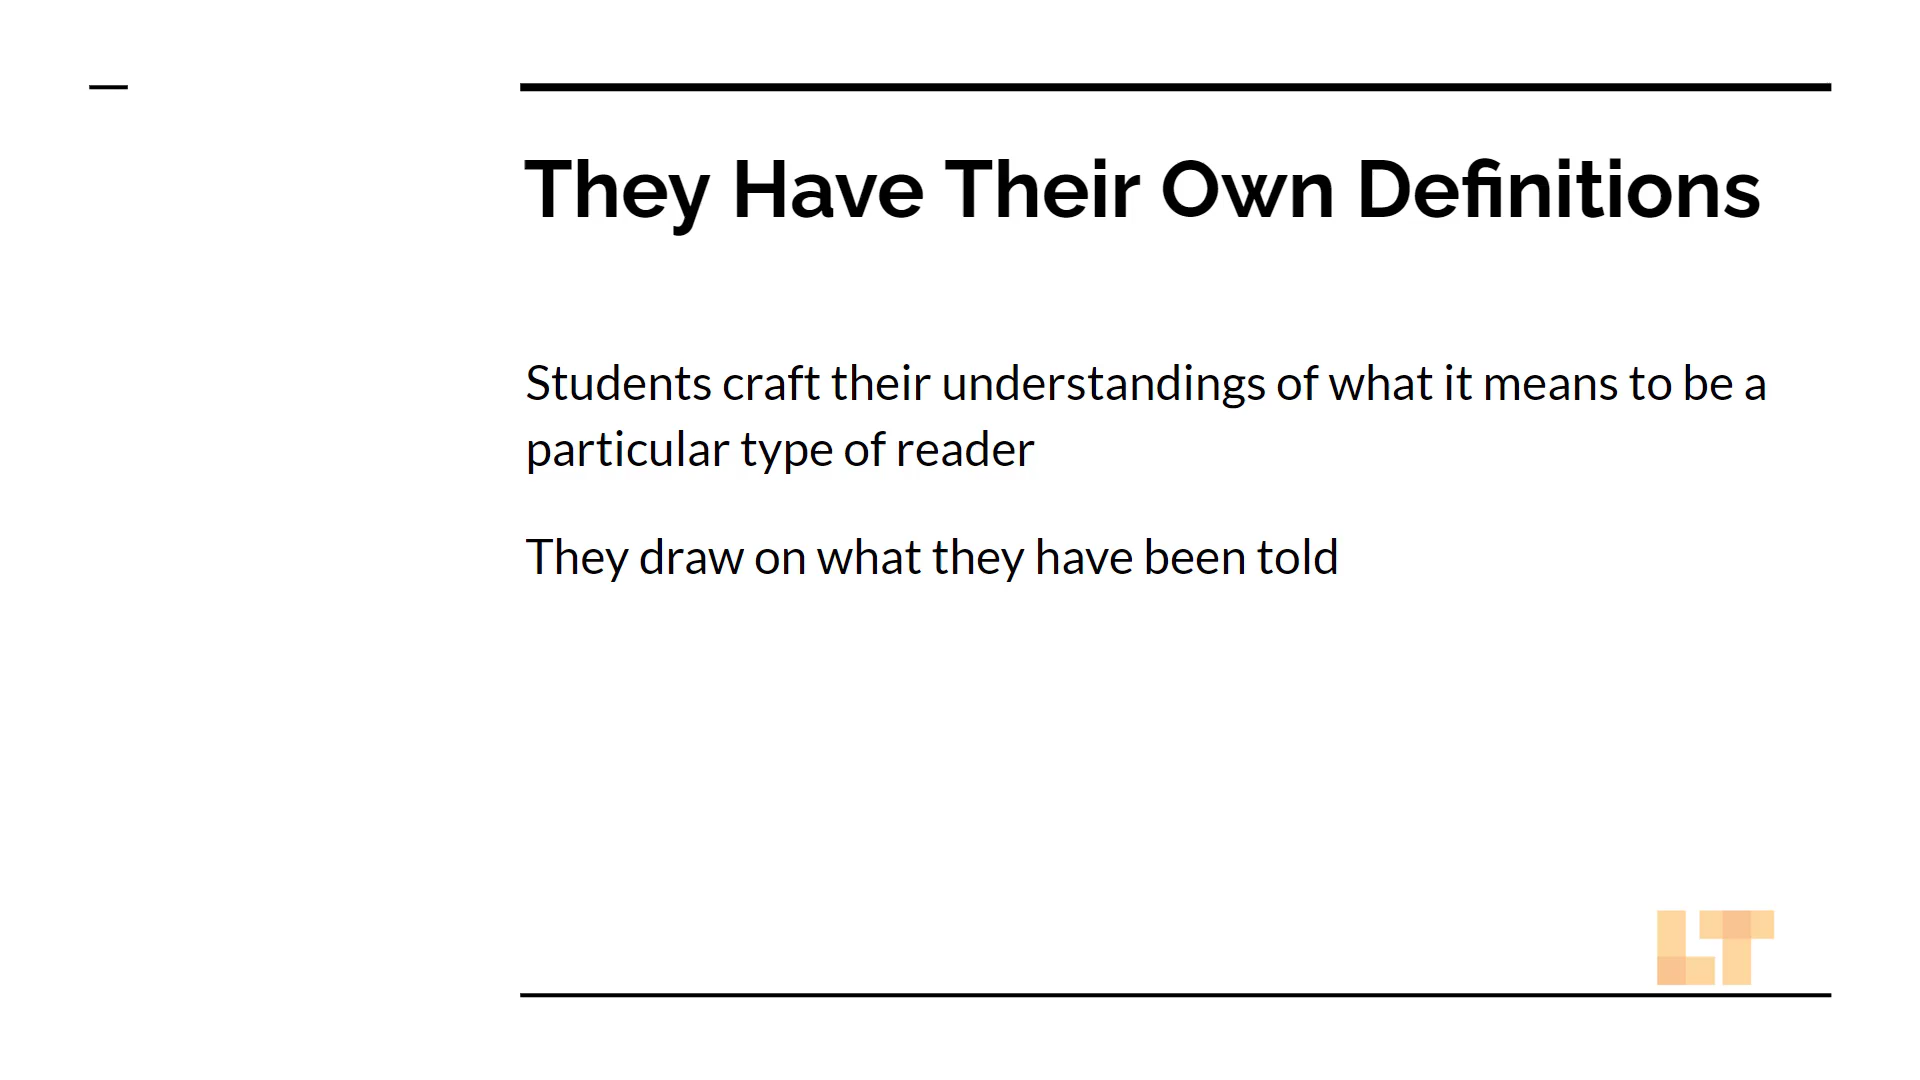 They Have Their Own Definitions
Students craft their understandings of what it means to be a
particular type of reader
They draw on what they have been told
LT